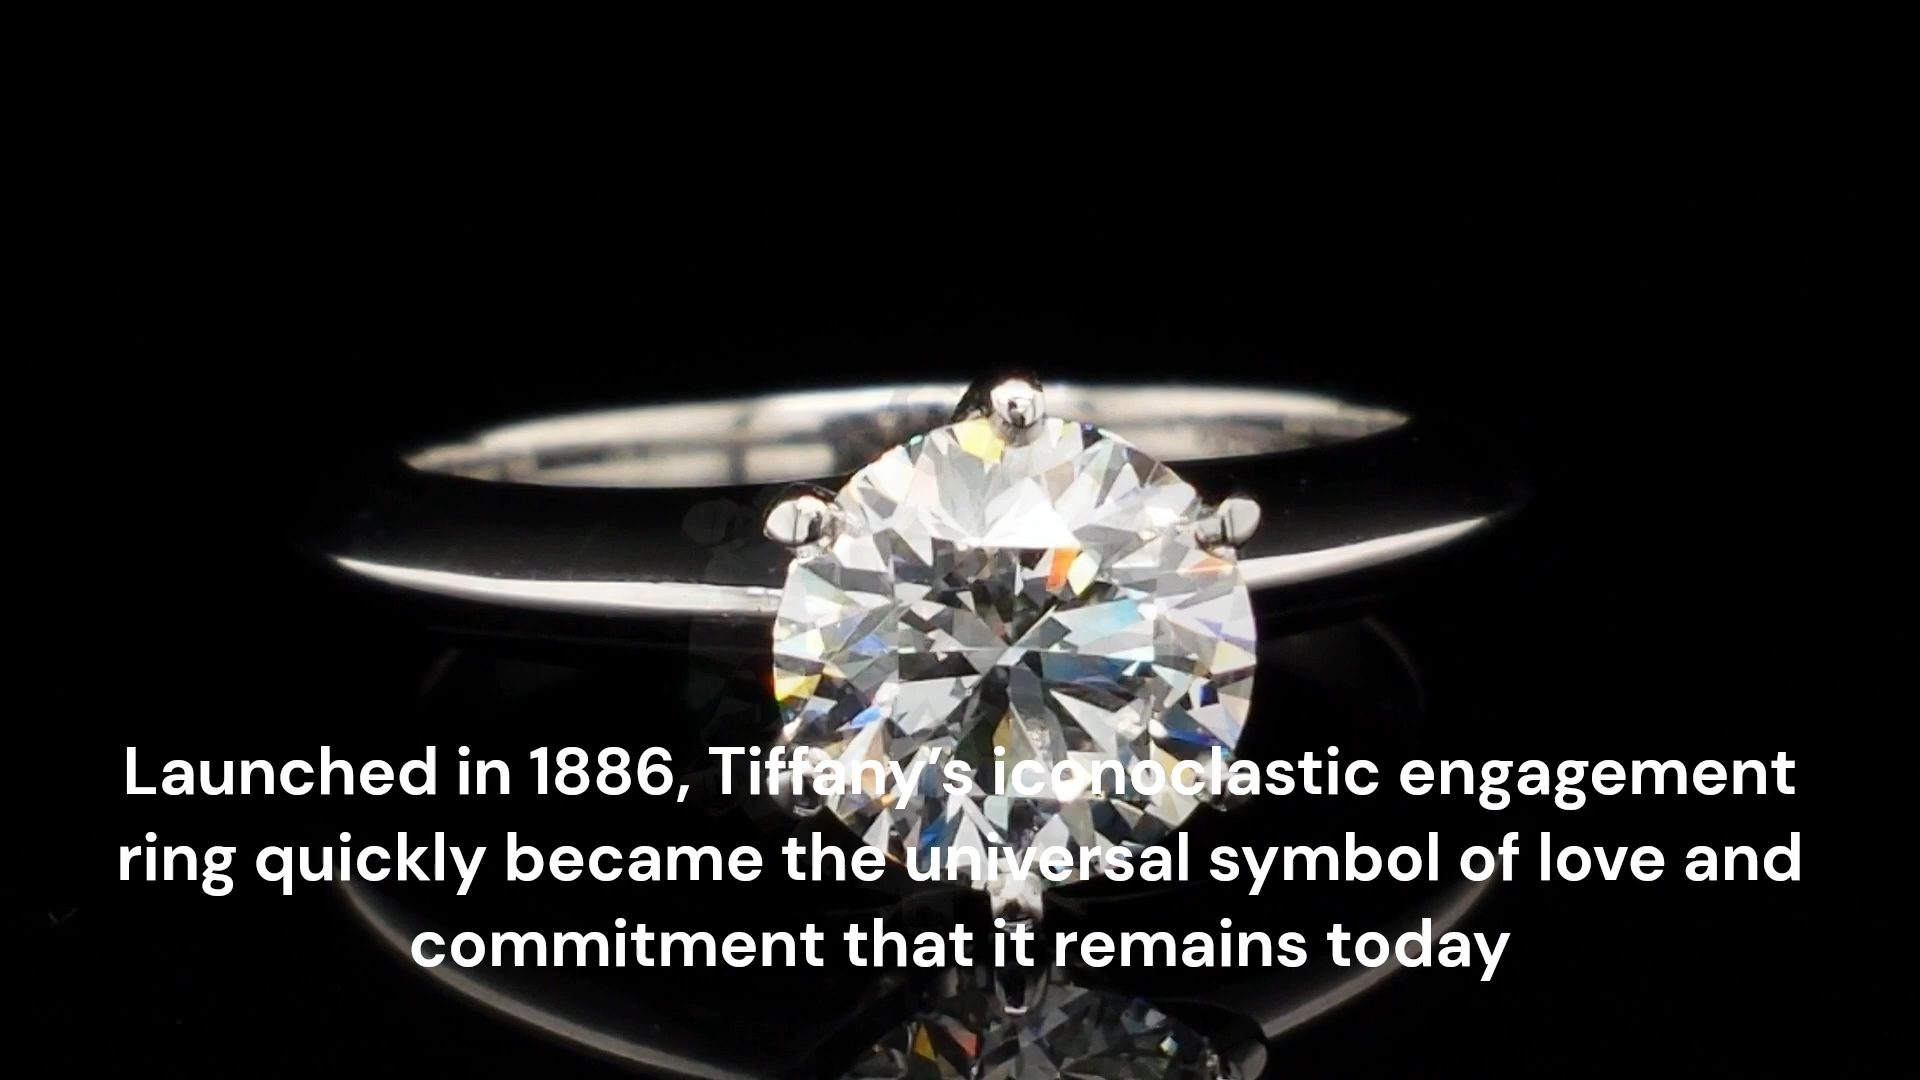 Launched in 1886, Tiffany’s iconoclastic engagement
ring quickly became the universal symbol of love and
commitment that it remains today